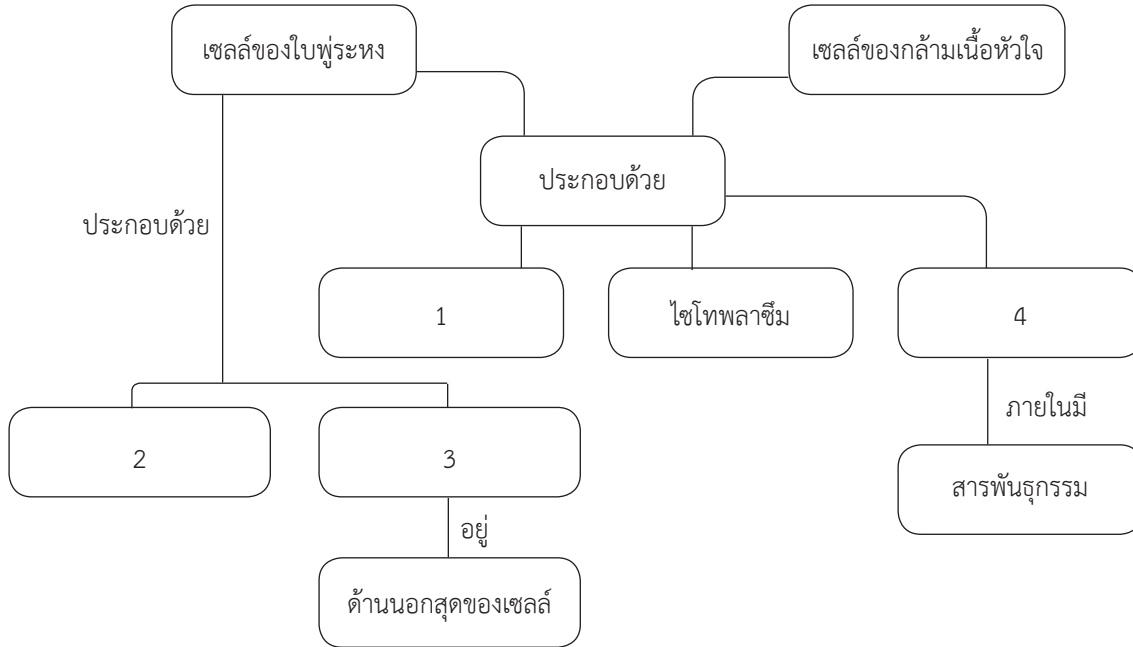 เซลล์ของใบพู่ระหง
เซลล์ของกล้ามเนื้อหัวใจ
ประกอบด้วย
ประกอบด้วย
1
ไซโทพลาซึม
4
ภายในมี
2
3
สารพันธุกรรม
อยู่
ด้านนอกสุดของเซลล์